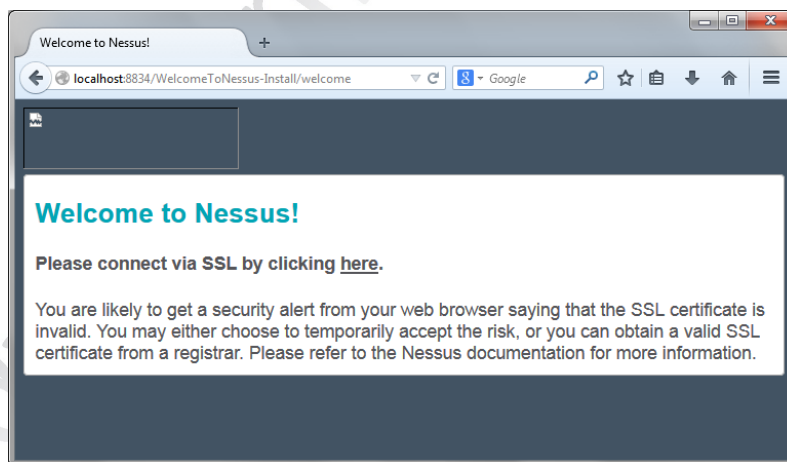 Welcome to Nessus!
localhost:8834/WelcomeToNessus-Install/welcome
Google
Welcome to Nessus!
Please connect via SSL by clicking here.
You are likely to get a security alert from your web browser saying that the SSL certificate is
invalid. You may either choose to temporarily accept the risk, or you can obtain a valid SSL
certificate from a registrar. Please refer to the Nessus documentation for more information.